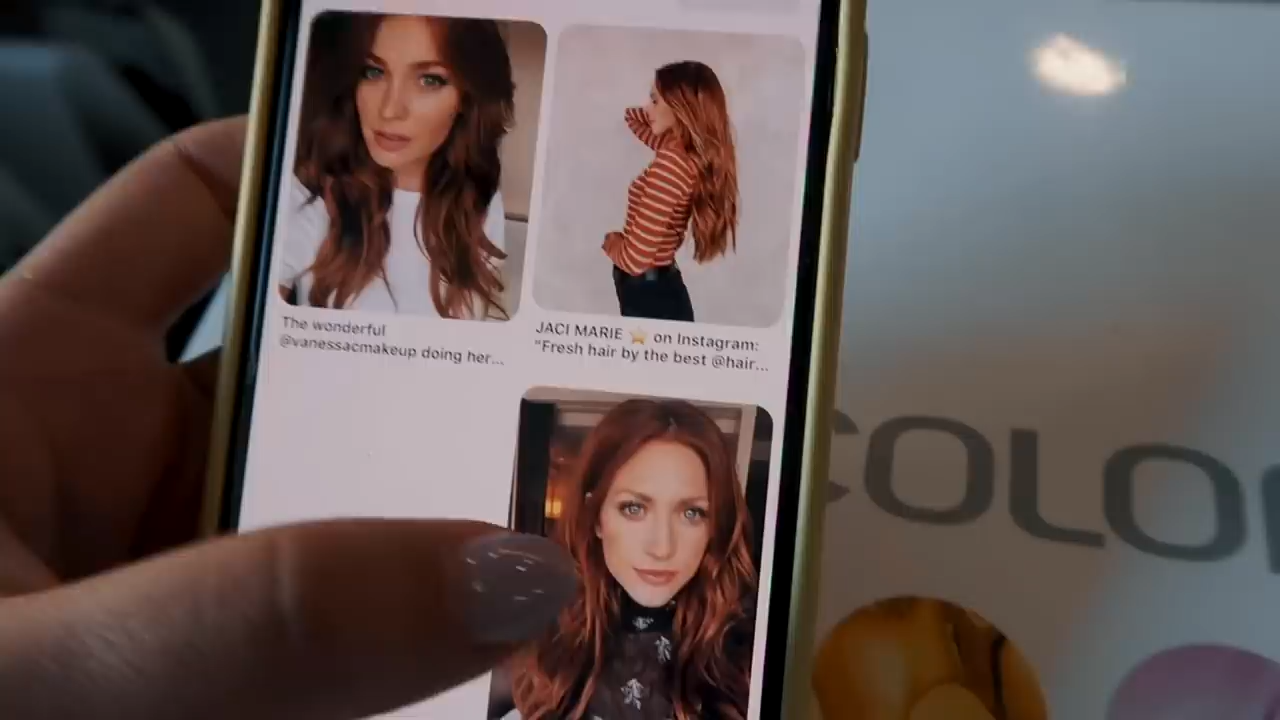 The wonderful
@vanessacmakeup doing her...
JACI MARIE ⭐ on Instagram:
"Fresh hair by the best @hair...
COLO